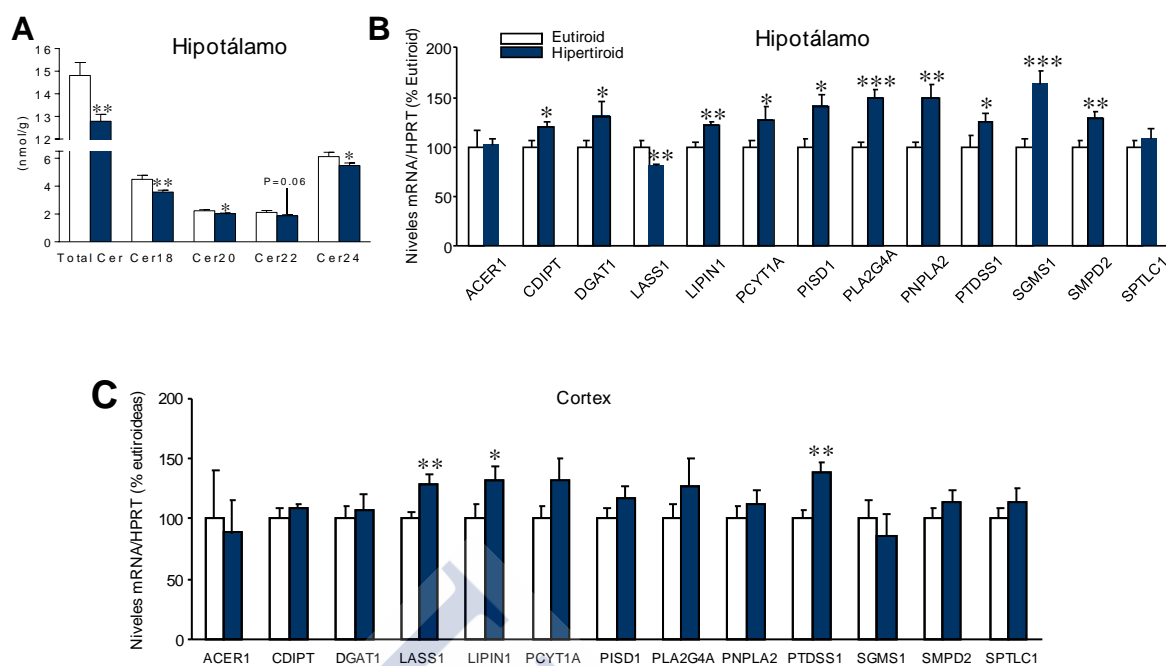 A
Hipotálamo
16
15
14
13
12
6
4
2
0
(nmol/g)
** ** * P=0.06 *
Total Cer Cer18 Cer20 Cer22 Cer24
B
Eutiroid
Hipertiroid
Hipotálamo
Niveles mRNA/HPRT (% Eutiroid)
200
150
100
50
0
* * ** ** * * *** ** * *** **
ACER1 CDIPT DGAT1 LASS1 LIPIN1 PCYT1A PISD1 PLA2G4A PNPLA2 PTDSS1 SGMS1 SMPD2 SPTLC1
C
Cortex
Niveles mRNA/HPRT (% eutiroideas)
200
150
100
50
0
** * **
ACER1 CDIPT DGAT1 LASS1 LIPIN1 PCYT1A PISD1 PLA2G4A PNPLA2 PTDSS1 SGMS1 SMPD2 SPTLC1